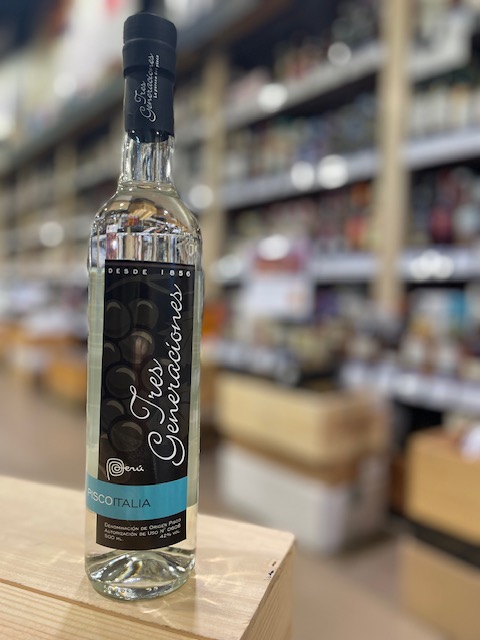 Tres
Generaciones
DESDE 1856
Tres
Generaciones
Perú
PISCO ITALIA
DENOMINACIÓN DE ORIGEN PISCO
AUTORIZACIÓN DE USO N° 0608
500 ML. 42% VOL.